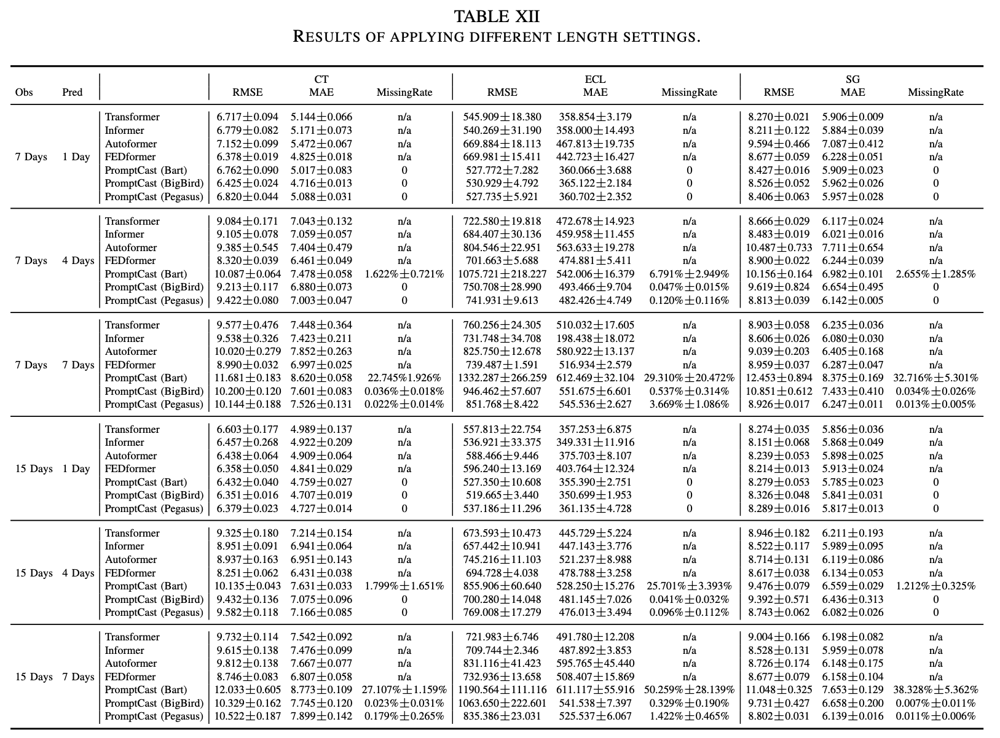 TABLE XII
RESULTS OF APPLYING DIFFERENT LENGTH SETTINGS.
CT ECL SG
Obs Pred RMSE MAE MissingRate RMSE MAE MissingRate RMSE MAE MissingRate
Transformer 6.717±0.094 5.144±0.066 n/a 545.909±18.380 358.854±3.179 n/a 8.270±0.021 5.906±0.009 n/a
Informer 6.779±0.082 5.171±0.073 n/a 540.269±31.190 358.000±14.493 n/a 8.211±0.122 5.884±0.039 n/a
Autoformer 7.152±0.099 5.472±0.067 n/a 669.884±18.113 467.813±19.735 n/a 9.594±0.466 7.087±0.412 n/a
7 Days 1 Day FEDformer 6.378±0.019 4.825±0.018 n/a 669.981±15.411 442.723±16.427 n/a 8.677±0.059 6.228±0.051 n/a
PromptCast (Bart) 6.762±0.090 5.017±0.083 0 527.772±7.282 360.066±3.688 0 8.427±0.016 5.909±0.023 0
PromptCast (BigBird) 6.425±0.024 4.716±0.013 0 530.929±4.792 365.122±2.184 0 8.526±0.052 5.962±0.026 0
PromptCast (Pegasus) 6.820±0.044 5.088±0.031 0 527.735±5.921 360.702±2.352 0 8.406±0.063 5.957±0.028 0
Transformer 9.084±0.171 7.043±0.132 n/a 722.580±19.818 472.678±14.923 n/a 8.666±0.029 6.117±0.024 n/a
Informer 9.105±0.078 7.059±0.057 n/a 684.407±30.136 459.958±11.455 n/a 8.483±0.019 6.021±0.016 n/a
Autoformer 9.385±0.545 7.404±0.479 n/a 804.546±22.951 563.633±19.278 n/a 10.487±0.733 7.711±0.654 n/a
7 Days 4 Days FEDformer 8.320±0.039 6.461±0.049 n/a 701.663±5.688 474.881±5.411 n/a 8.900±0.022 6.244±0.039 n/a
PromptCast (Bart) 10.087±0.064 7.478±0.058 1.622%±0.721% 1075.721±218.227 542.006±16.379 6.791%±2.949% 10.156±0.164 6.982±0.101 2.655%±1.285%
PromptCast (BigBird) 9.213±0.117 6.880±0.073 0 750.708±28.990 493.466±9.704 0.047%±0.015% 9.619±0.824 6.654±0.495 0
PromptCast (Pegasus) 9.422±0.080 7.003±0.047 0 741.931±9.613 482.426±4.749 0.120%±0.116% 8.813±0.039 6.142±0.005 0
Transformer 9.577±0.476 7.448±0.364 n/a 760.256±24.305 510.032±17.605 n/a 8.903±0.058 6.235±0.036 n/a
Informer 9.538±0.326 7.423±0.211 n/a 731.748±34.708 198.438±18.072 n/a 8.606±0.026 6.080±0.030 n/a
Autoformer 10.020±0.279 7.852±0.263 n/a 825.750±12.678 580.922±13.137 n/a 9.039±0.203 6.405±0.168 n/a
7 Days 7 Days FEDformer 8.990±0.032 6.997±0.025 n/a 739.487±1.591 516.934±2.579 n/a 8.959±0.037 6.287±0.047 n/a
PromptCast (Bart) 11.681±0.183 8.620±0.058 22.745%1.926% 1332.287±266.259 612.469±32.104 29.310%±20.472% 12.453±0.894 8.375±0.169 32.716%±5.301%
PromptCast (BigBird) 10.200±0.120 7.601±0.083 0.036%±0.018% 946.462±57.607 551.675±6.601 0.537%±0.314% 10.851±0.612 7.433±0.410 0.034%±0.026%
PromptCast (Pegasus) 10.144±0.188 7.526±0.131 0.022%±0.014% 851.768±8.422 545.536±2.627 3.669%±1.086% 8.926±0.017 6.247±0.011 0.013%±0.005%
Transformer 6.603±0.177 4.989±0.137 n/a 557.813±22.754 357.253±6.875 n/a 8.274±0.035 5.856±0.036 n/a
Informer 6.457±0.268 4.922±0.209 n/a 536.921±33.375 349.331±11.916 n/a 8.151±0.068 5.868±0.049 n/a
Autoformer 6.438±0.064 4.909±0.064 n/a 588.466±9.446 375.703±8.107 n/a 8.239±0.053 5.898±0.025 n/a
15 Days 1 Day FEDformer 6.358±0.050 4.841±0.029 n/a 596.240±13.169 403.764±12.324 n/a 8.214±0.013 5.913±0.024 n/a
PromptCast (Bart) 6.432±0.040 4.759±0.027 0 527.350±10.608 355.390±2.751 0 8.279±0.053 5.785±0.023 0
PromptCast (BigBird) 6.351±0.016 4.707±0.019 0 519.665±3.440 350.699±1.953 0 8.326±0.048 5.841±0.031 0
PromptCast (Pegasus) 6.379±0.023 4.727±0.014 0 537.186±11.296 361.135±4.728 0 8.289±0.016 5.817±0.013 0
Transformer 9.325±0.180 7.214±0.154 n/a 673.593±10.473 445.729±5.224 n/a 8.946±0.182 6.211±0.193 n/a
Informer 8.951±0.091 6.941±0.064 n/a 657.442±10.941 447.143±3.776 n/a 8.522±0.117 5.989±0.095 n/a
Autoformer 8.937±0.163 6.951±0.143 n/a 745.216±11.103 521.237±8.988 n/a 8.714±0.131 6.119±0.086 n/a
15 Days 4 Days FEDformer 8.251±0.062 6.431±0.038 n/a 694.728±4.038 478.788±3.258 n/a 8.617±0.038 6.134±0.053 n/a
PromptCast (Bart) 10.135±0.043 7.631±0.033 1.799%±1.651% 855.906±60.640 528.250±15.276 25.701%±3.393% 9.476±0.079 6.559±0.029 1.212%±0.325%
PromptCast (BigBird) 9.432±0.136 7.075±0.096 0 700.280±14.048 481.145±7.026 0.041%±0.032% 9.392±0.571 6.436±0.313 0
PromptCast (Pegasus) 9.582±0.118 7.166±0.085 0 769.008±17.279 476.013±3.494 0.096%±0.112% 8.743±0.062 6.082±0.026 0
Transformer 9.732±0.114 7.542±0.092 n/a 721.983±6.746 491.780±12.208 n/a 9.004±0.166 6.198±0.082 n/a
Informer 9.615±0.138 7.476±0.099 n/a 709.744±2.346 487.892±3.853 n/a 8.528±0.131 5.959±0.078 n/a
Autoformer 9.812±0.138 7.667±0.077 n/a 831.116±41.423 595.765±45.440 n/a 8.726±0.174 6.148±0.175 n/a
15 Days 7 Days FEDformer 8.746±0.083 6.807±0.058 n/a 732.936±13.658 508.407±15.869 n/a 8.677±0.079 6.158±0.104 n/a
PromptCast (Bart) 12.033±0.605 8.773±0.109 27.107%±1.159% 1190.564±111.116 611.117±55.916 50.259%±28.139% 11.048±0.325 7.653±0.129 38.328%±5.362%
PromptCast (BigBird) 10.329±0.162 7.745±0.120 0.023%±0.031% 1063.650±222.601 541.538±7.397 0.329%±0.190% 9.731±0.427 6.658±0.200 0.007%±0.011%
PromptCast (Pegasus) 10.522±0.187 7.899±0.142 0.179%±0.265% 835.386±23.031 525.537±6.067 1.422%±0.465% 8.802±0.031 6.139±0.016 0.011%±0.006%